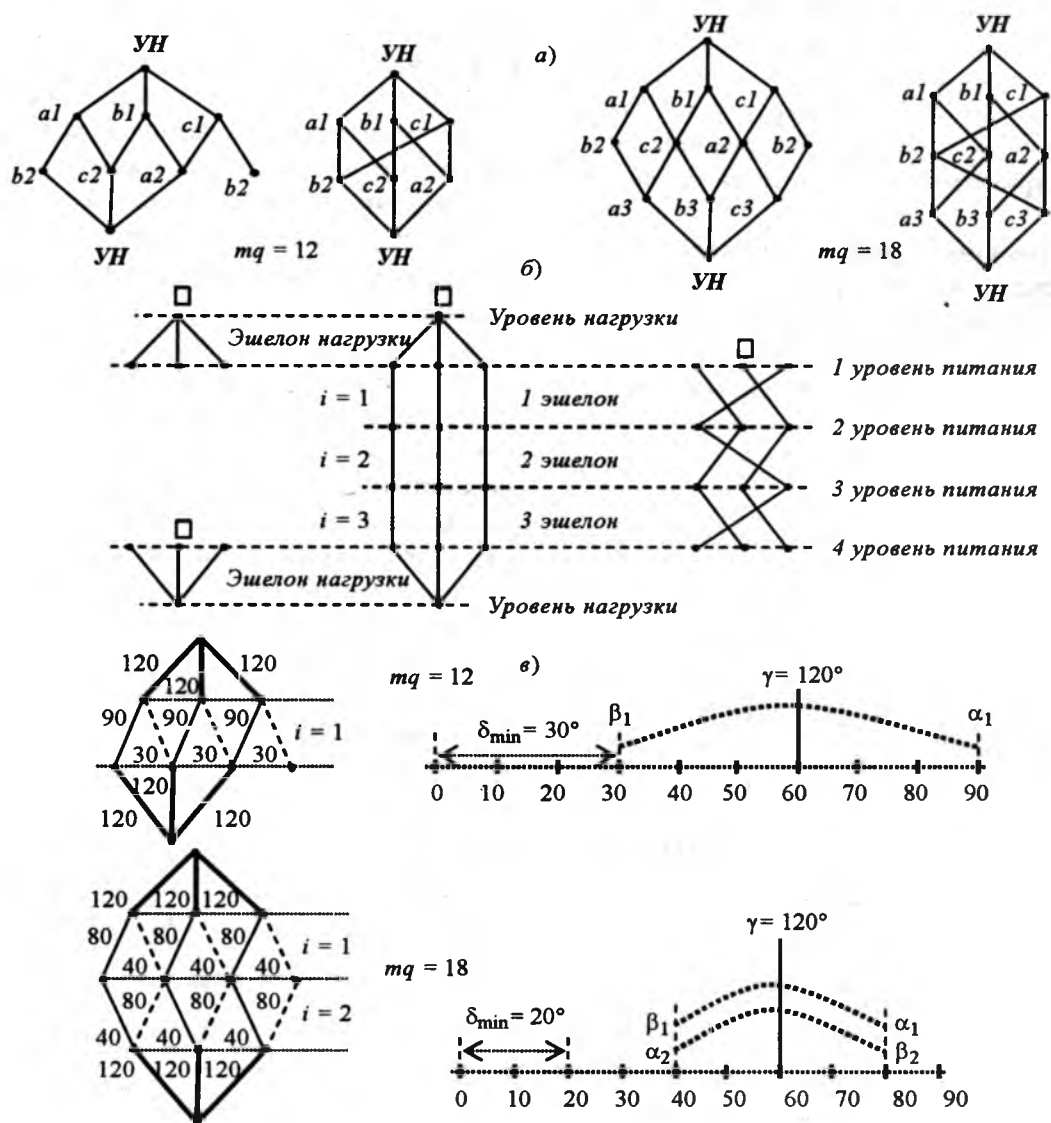 УН УН а) УН УН
a1 b1 c1 a1 b1 c1 a1 b1 c1 a1 b1 c1
b2 c2 a2 b2 b2 c2 a2 b2 c2 a2 b2 b2 c2 a2
a3 b3 c3 a3 b3 c3
УН mq = 12 УН УН mq = 18 УН
б)
Уровень нагрузки
Эшелон нагрузки
1 уровень питания
i = 1 1 эшелон
2 уровень питания
i = 2 2 эшелон
3 уровень питания
i = 3 3 эшелон
4 уровень питания
Эшелон нагрузки
Уровень нагрузки
в)
120 120 120
mq = 12
γ = 120°
90 90 90 i = 1
δmin = 30° β1 α1
30 30 30
0 10 20 30 40 50 60 70 80 90
120
120 120
120 120 120
γ = 120°
80 80 80 i = 1
mq = 18
40 40 40
80 80 80 i = 2
δmin = 20° β1 α1
α2 β2
40 40 40
120 120 120
0 10 20 30 40 50 60 70 80 90